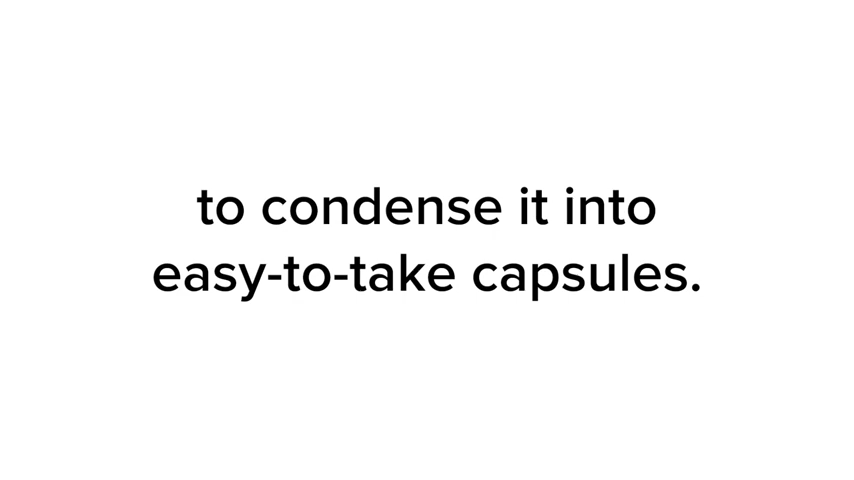 to condense it into
easy-to-take capsules.